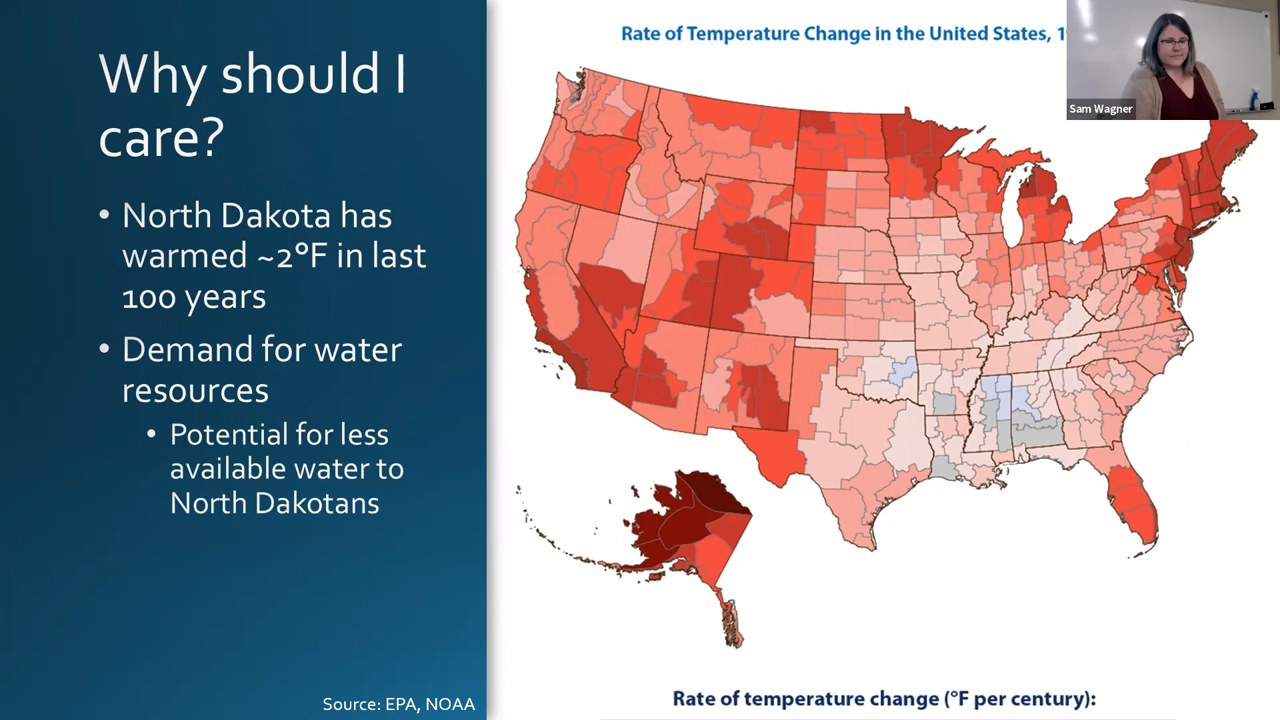 Why should I
care?
• North Dakota has
warmed ~2°F in last
100 years
• Demand for water
resources
• Potential for less
available water to
North Dakotans
Source: EPA, NOAA
Rate of Temperature Change in the United States, 1
Sam Wagner
Rate of temperature change (°F per century):